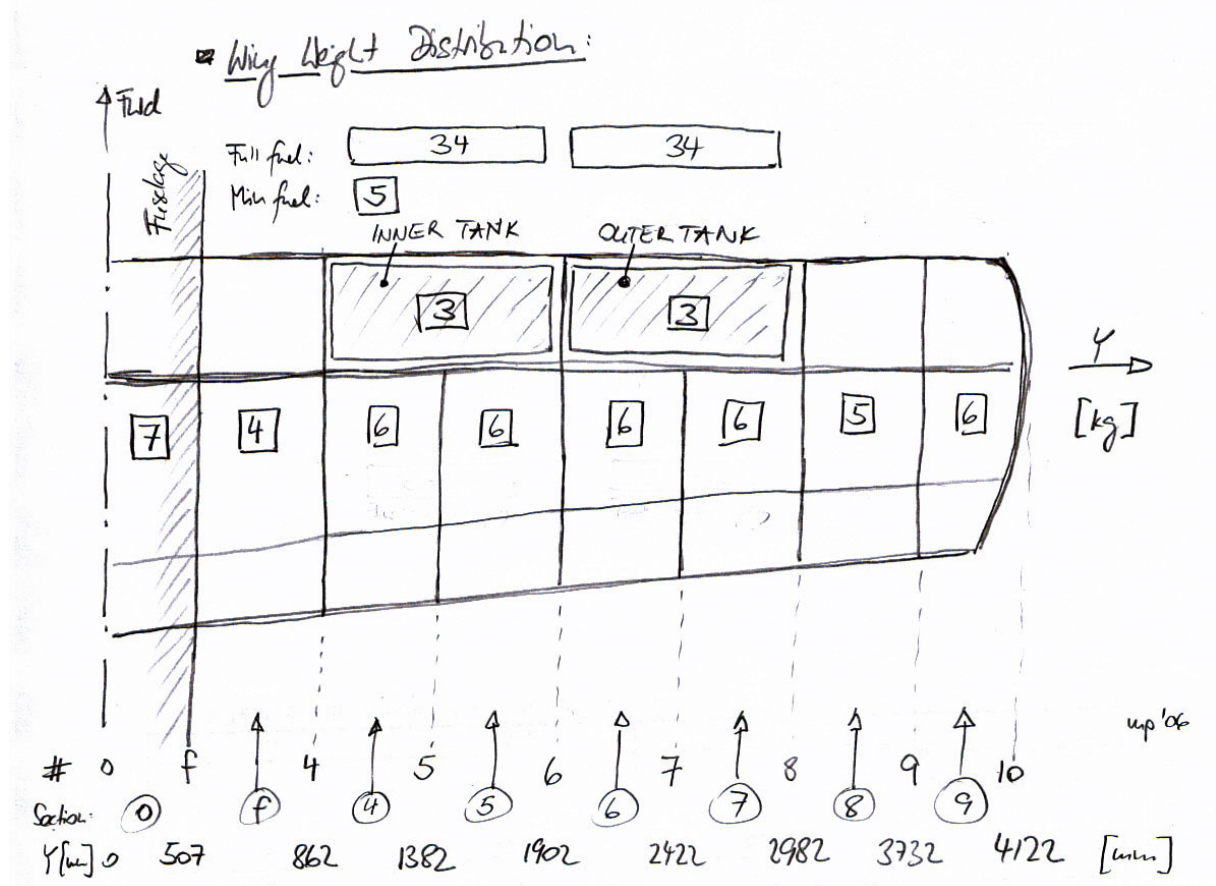 Wing Weight Distribution:
Fwd
Fuselage
Full fuel: 34 34
Min fuel: 5
INNER TANK OUTER TANK
3 3
Y
7 4 6 6 6 6 5 6 [kg]
mp '06
# 0 f 4 5 6 7 8 9 10
Section: 0 f 4 5 6 7 8 9
Y[mm] 0 507 862 1382 1902 2422 2982 3732 4122 [mm]